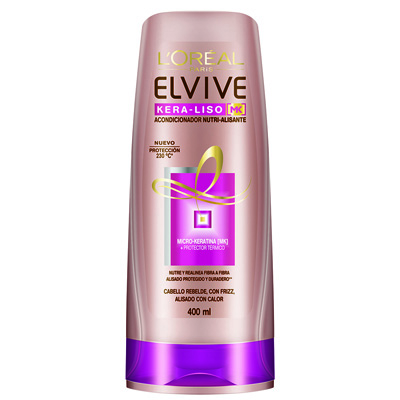 L'ORÉAL
PARIS
ELVIVE
KERA-LISO MK
ACONDICIONADOR NUTRI-ALISANTE
NUEVO
PROTECCIÓN
230 °C*
MICRO-KERATINA [MK]
+ PROTECTOR TÉRMICO
NUTRE Y REALINEA FIBRA A FIBRA
ALISADO PROTEGIDO Y DURADERO**
CABELLO REBELDE, CON FRIZZ,
ALISADO CON CALOR
400 ml